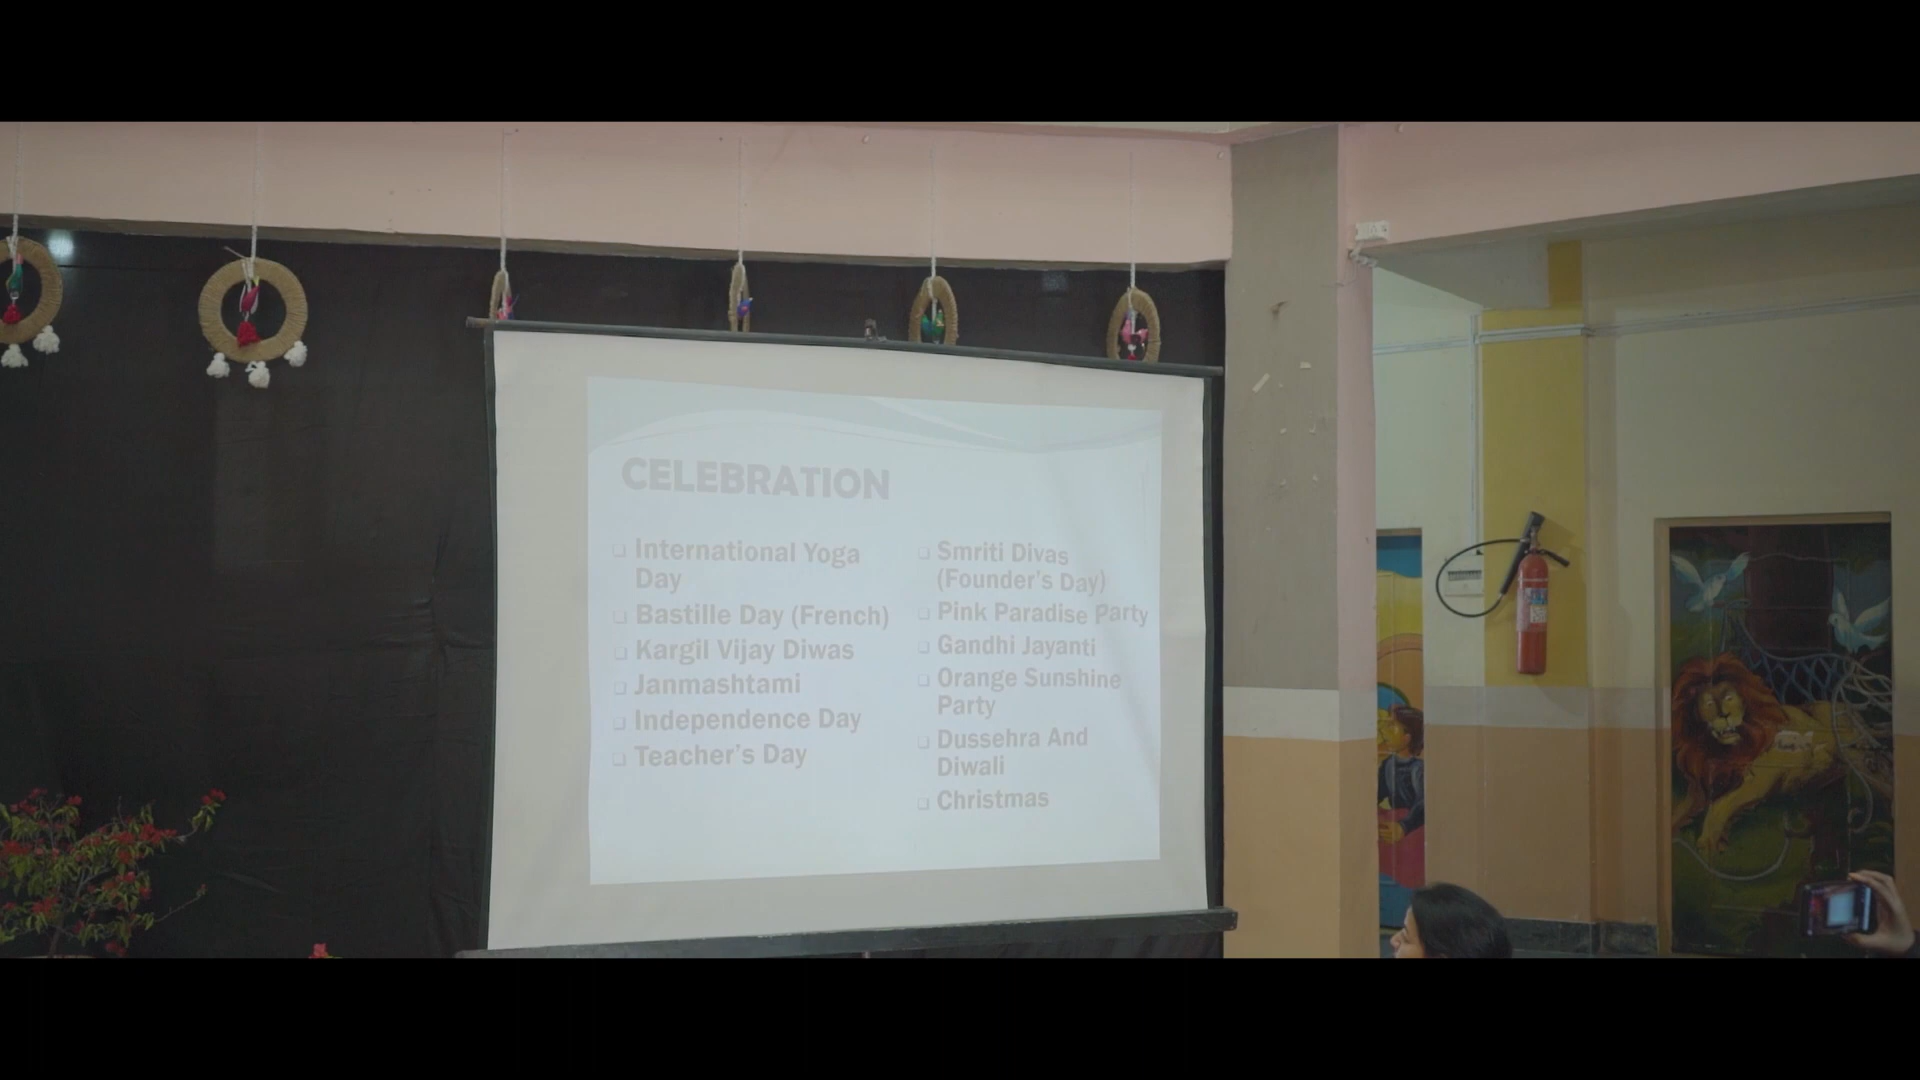 CELEBRATION
International Yoga
Day
Bastille Day (French)
Kargil Vijay Diwas
Janmashtami
Independence Day
Teacher's Day
Smriti Divas
(Founder's Day)
Pink Paradise Party
Gandhi Jayanti
Orange Sunshine
Party
Dussehra And
Diwali
Christmas